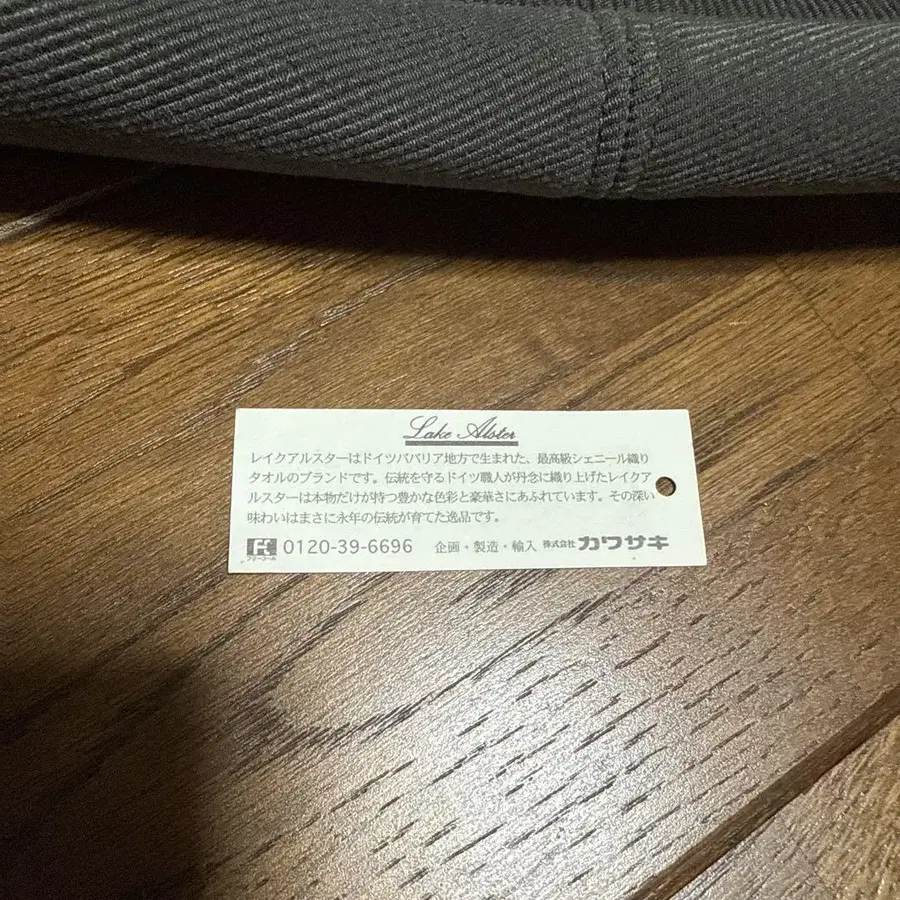 Lake Alster
レイクアルスターはドイツババリア地方で生まれた、最高級シェニール織り
タオルのブランドです。伝統を守るドイツ職人が丹念に織り上げたレイクア
ルスターは本物だけが持つ豊かな色彩と豪華さにあふれています。その深い
味わいはまさに永年の伝統が育てた逸品です。
フリーコール 0120-39-6696 企画・製造・輸入 株式会社 カワサキ